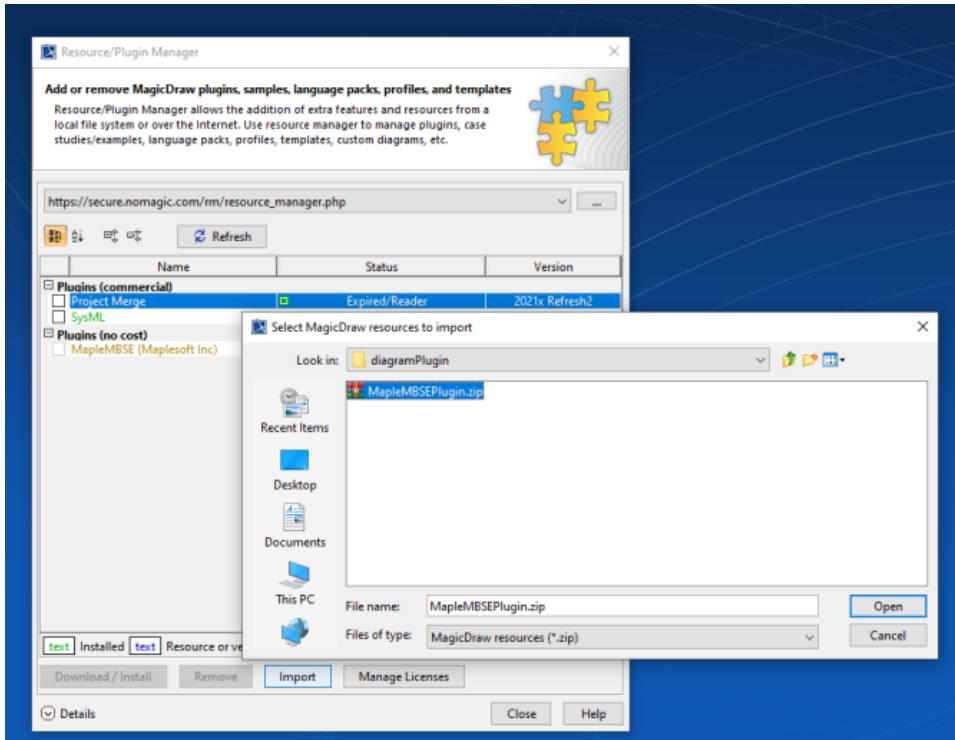 Resource/Plugin Manager
Add or remove MagicDraw plugins, samples, language packs, profiles, and templates
Resource/Plugin Manager allows the addition of extra features and resources from a
local file system or over the Internet. Use resource manager to manage plugins, case
studies/examples, language packs, profiles, templates, custom diagrams, etc.
https://secure.nomagic.com/rm/resource_manager.php
...
Refresh
Name Status Version
Plugins (commercial)
Project Merge Expired/Reader 2021x Refresh2
SysML
Plugins (no cost)
MapleMBSE (Maplesoft Inc)
Select MagicDraw resources to import
Look in: diagramPlugin
MapleMBSEPlugin.zip
Recent Items
Desktop
Documents
This PC
File name: MapleMBSEPlugin.zip Open
Files of type: MagicDraw resources (*.zip) Cancel
text Installed text Resource or ve
Download / Install Remove Import Manage Licenses
Details Close Help